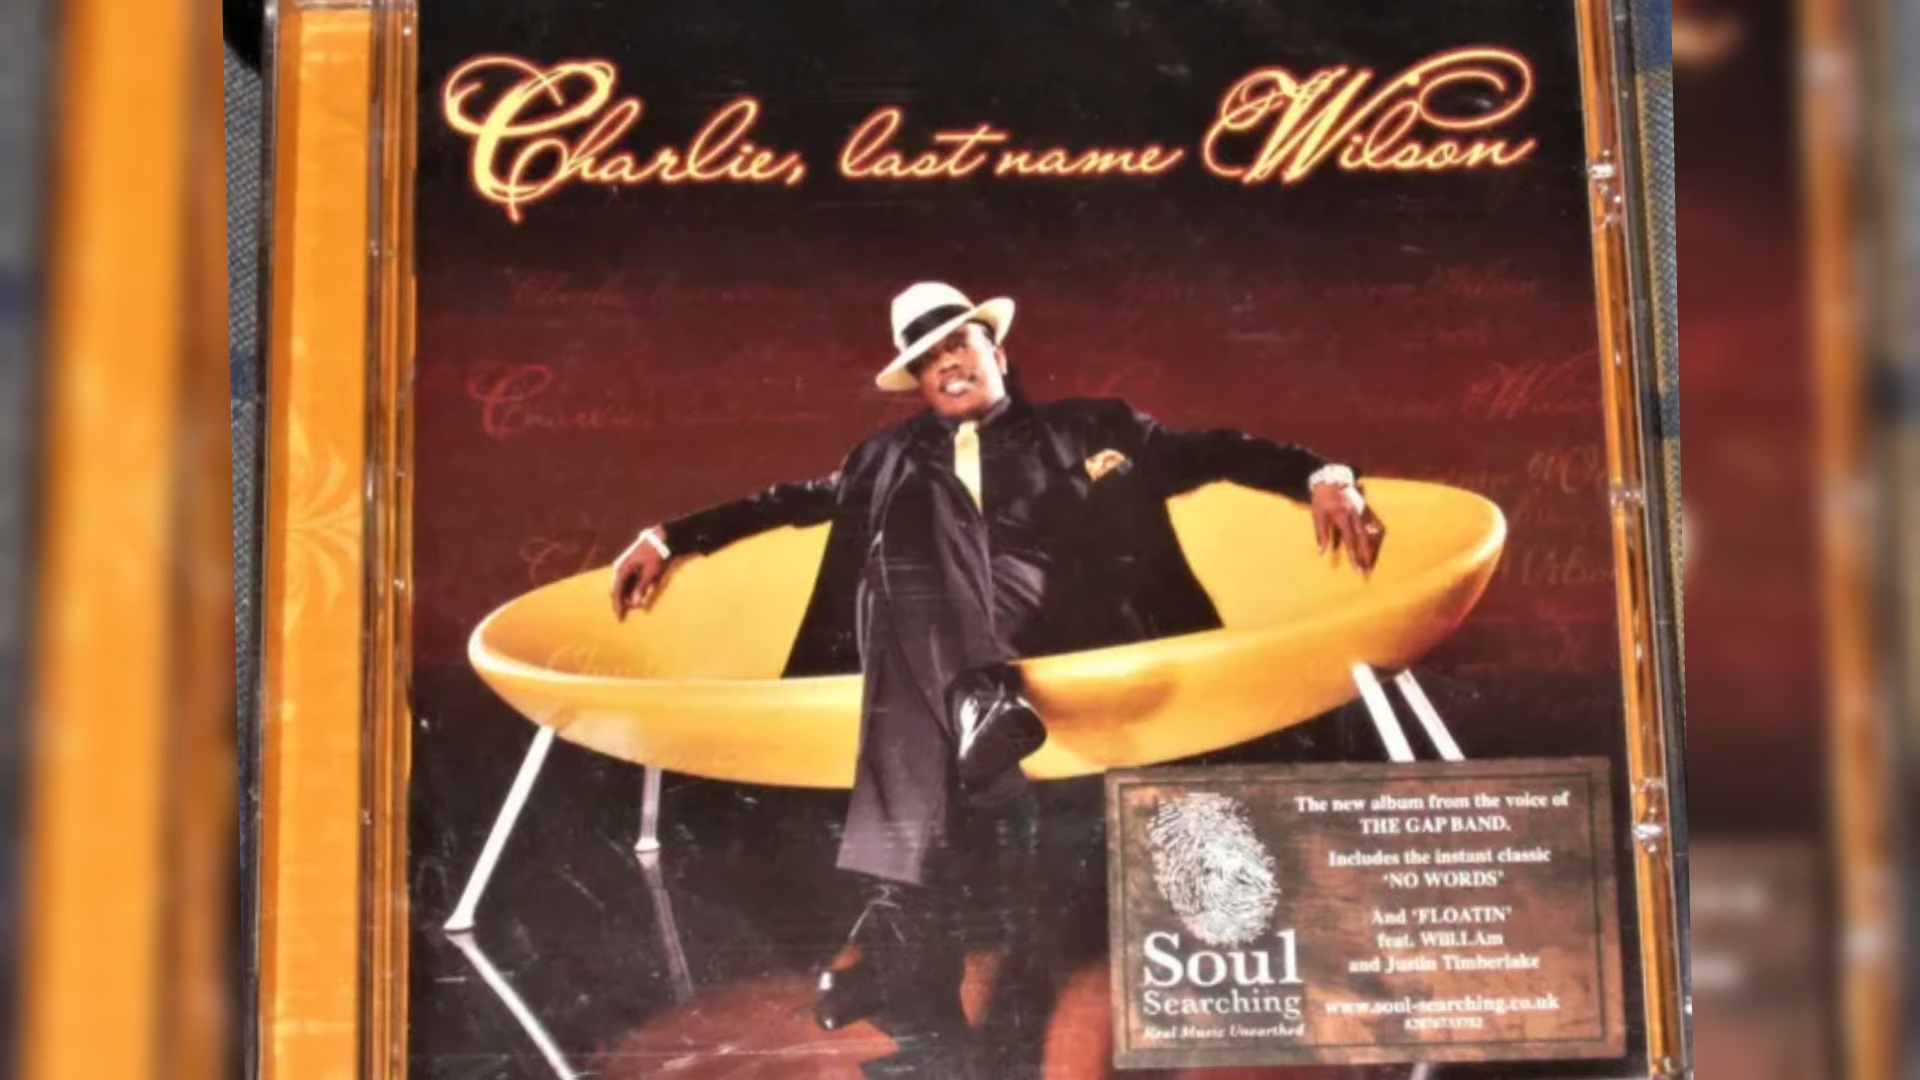 Charlie, last name Wilson
The new album from the voice of
THE GAP BAND.
Includes the instant classic
'NO WORDS'
And 'FLOATIN'
feat. Will.I.Am
and Justin Timberlake
www.soul-searching.co.uk
Soul
Searching
Real Music Unearthed